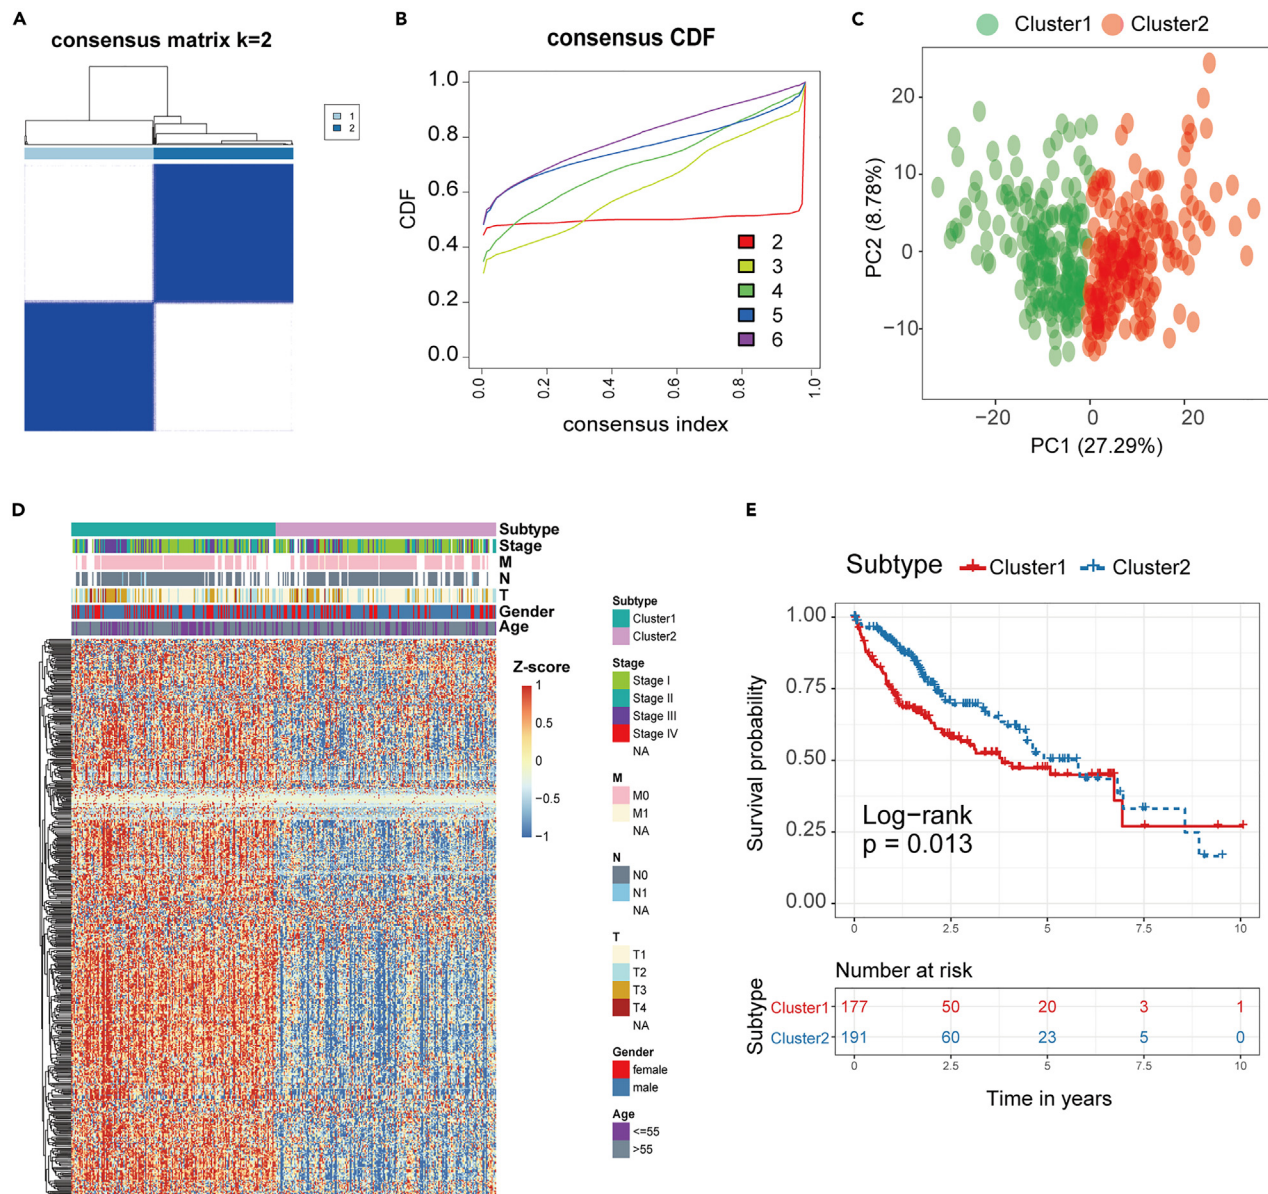 A
consensus matrix k=2
1
2
B
consensus CDF
CDF
1.0
0.8
0.6
0.4
0.2
0.0
2
3
4
5
6
0.0
0.2
0.4
0.6
0.8
1.0
consensus index
C
Cluster1
Cluster2
PC2 (8.78%)
20
10
0
−10
−20
0
20
PC1 (27.29%)
D
Subtype
Stage
M
N
T
Gender
Age
Z-score
1
0.5
0
−0.5
−1
Subtype
Cluster1
Cluster2
Stage
Stage I
Stage II
Stage III
Stage IV
NA
M
M0
M1
NA
N
N0
N1
NA
T
T1
T2
T3
T4
NA
Gender
female
male
Age
<=55
>55
E
Subtype
Cluster1
Cluster2
Survival probability
1.00
0.75
0.50
0.25
0.00
Log−rank
p = 0.013
0
2.5
5
7.5
10
Number at risk
Subtype
Cluster1 177 50 20 3 1
Cluster2 191 60 23 5 0
0
2.5
5
7.5
10
Time in years